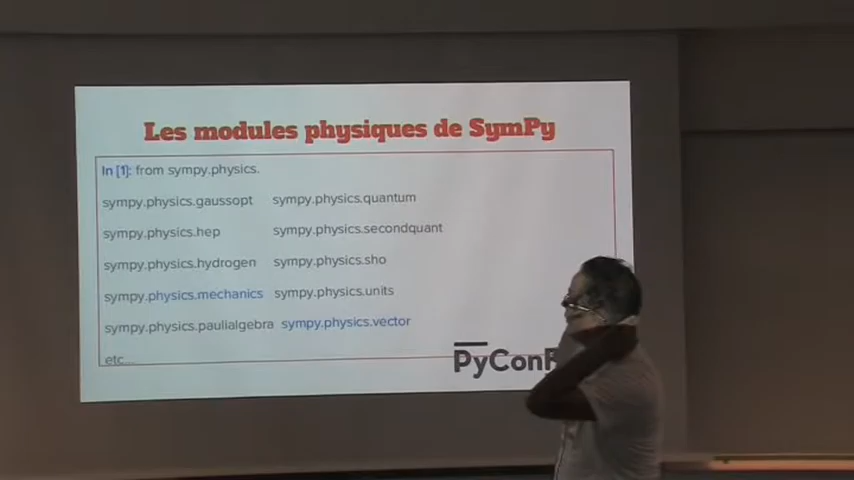 Les modules physiques de SymPy
In [1]: from sympy.physics.
sympy.physics.gaussopt sympy.physics.quantum
sympy.physics.hep sympy.physics.secondquant
sympy.physics.hydrogen sympy.physics.sho
sympy.physics.mechanics sympy.physics.units
sympy.physics.paulialgebra sympy.physics.vector
etc...
PyConF